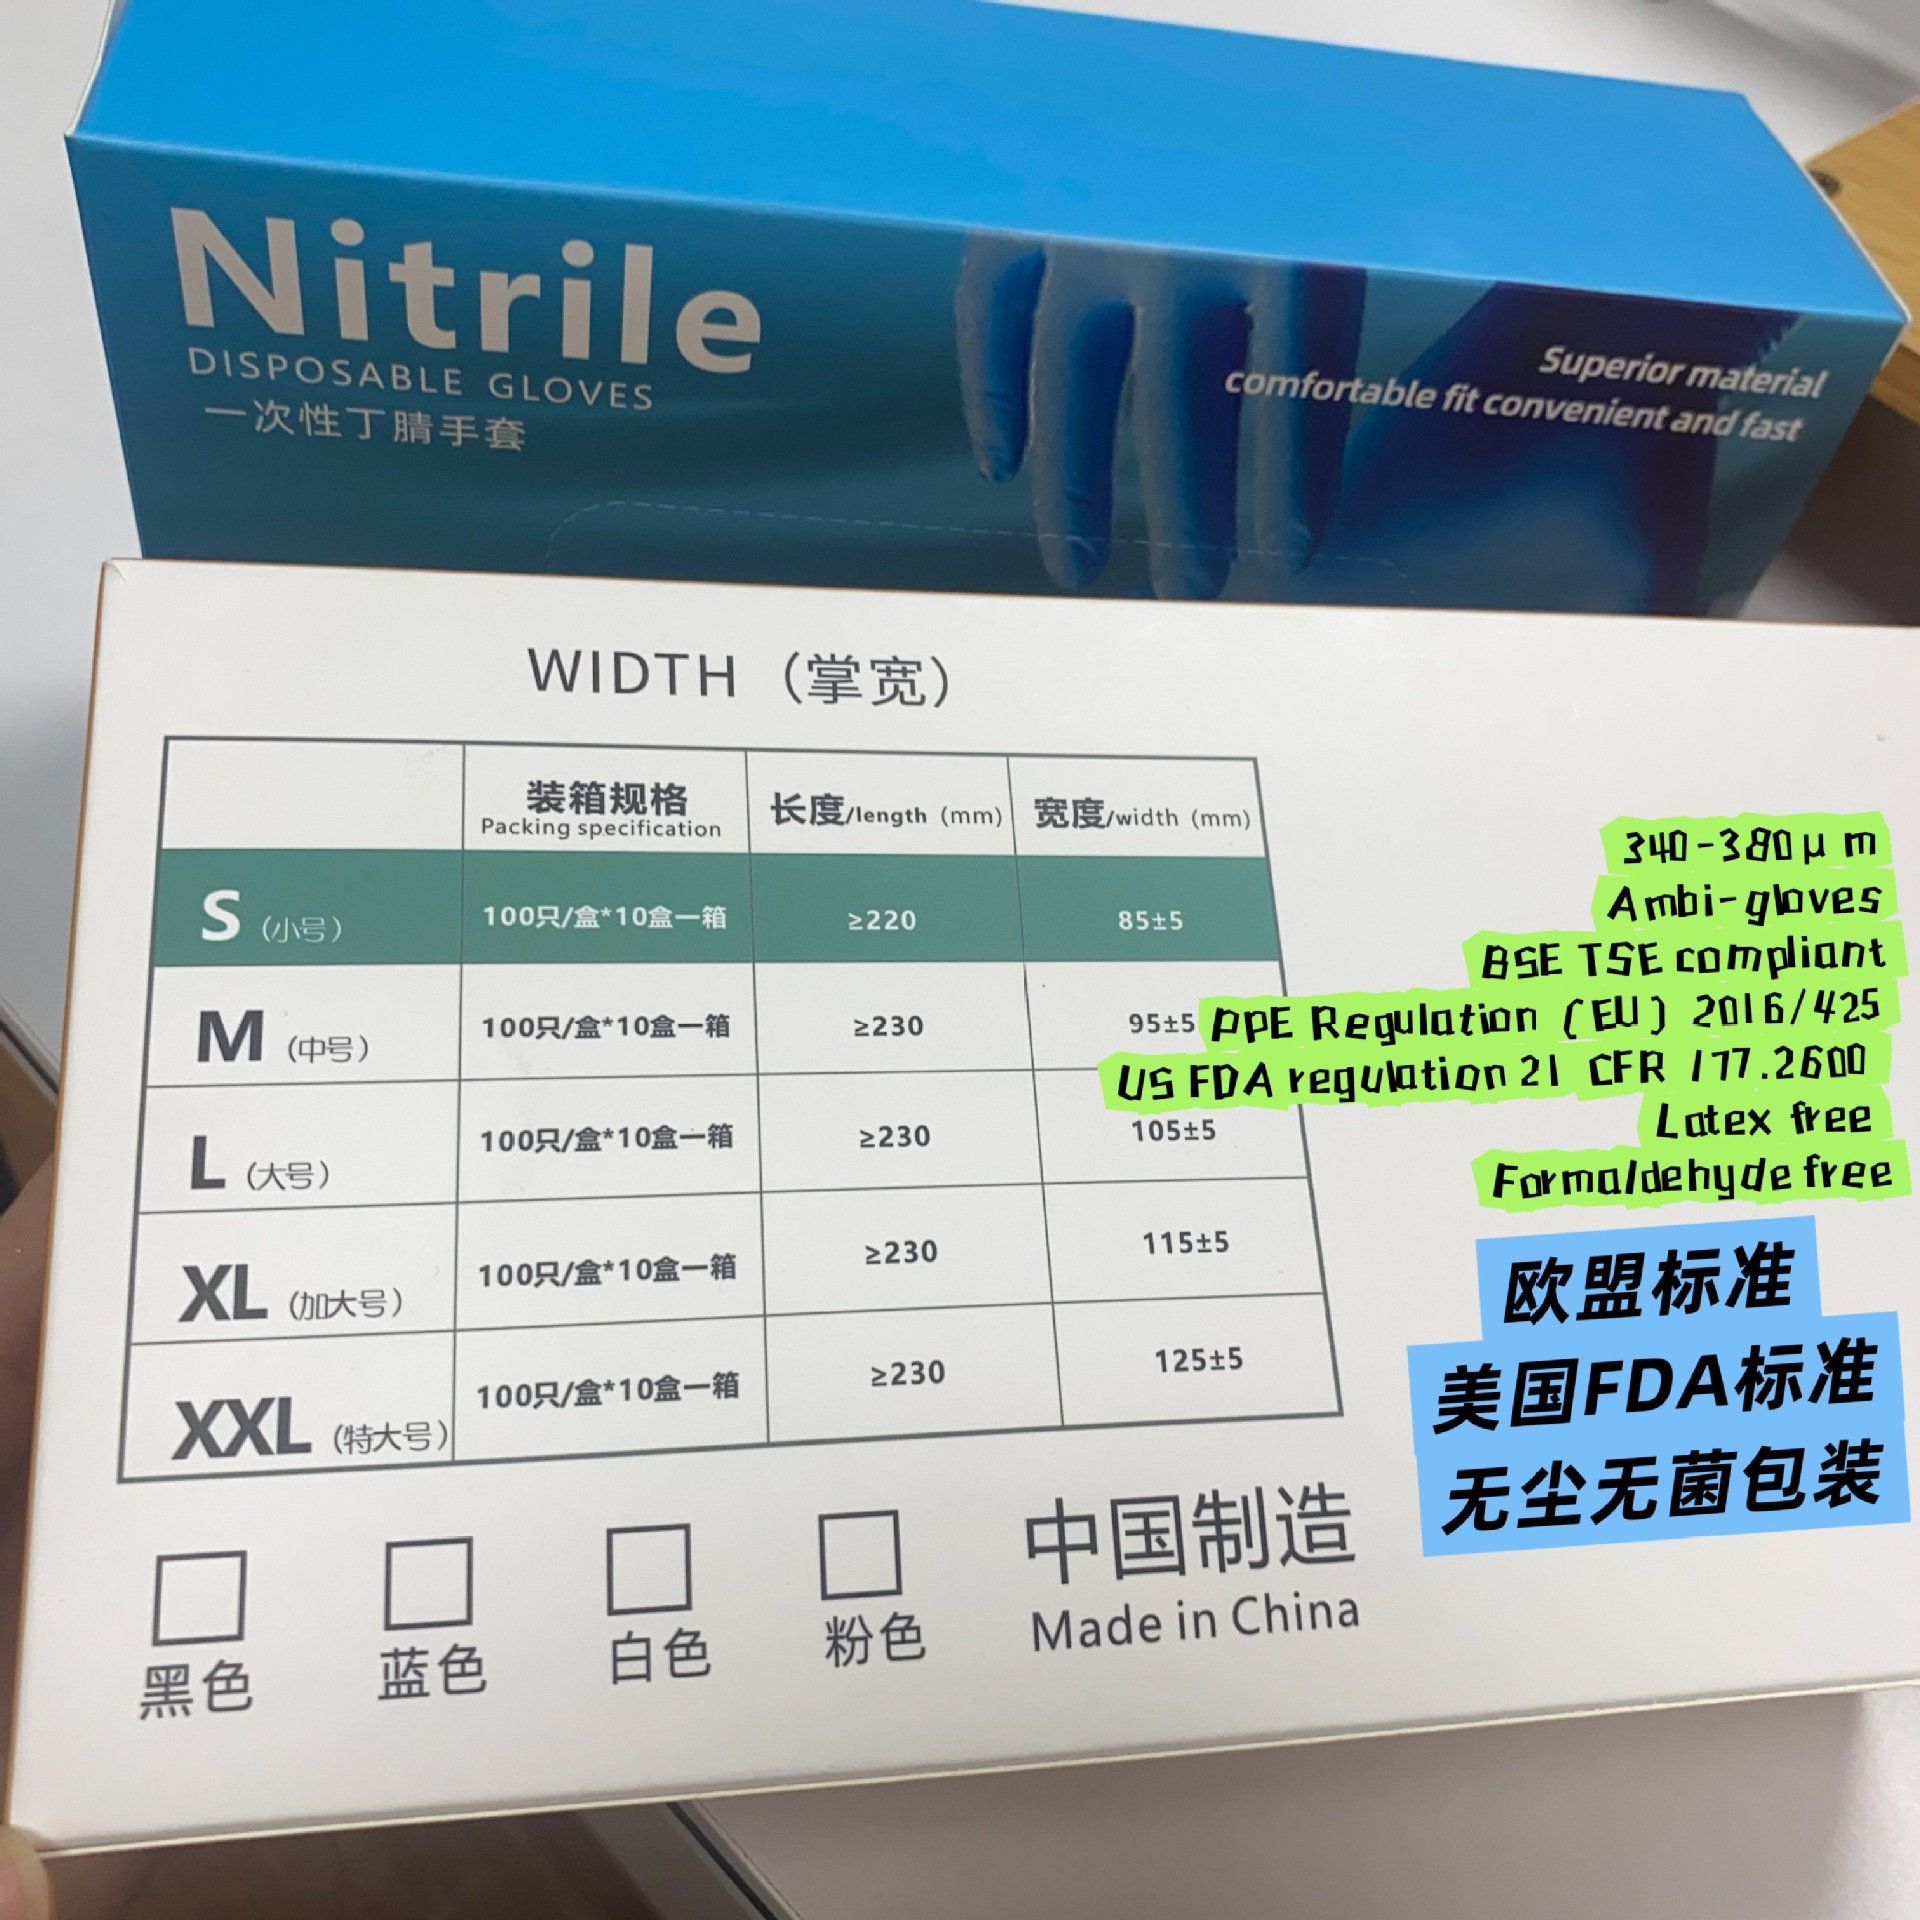 Nitrile
DISPOSABLE GLOVES
一次性丁腈手套
Superior material
comfortable fit convenient and fast
WIDTH（掌宽）
装箱规格 长度/length (mm) 宽度/width (mm)
Packing specification
S（小号） 100只/盒*10盒一箱 ≥220 85±5
M（中号） 100只/盒*10盒一箱 ≥230 95±5
L（大号） 100只/盒*10盒一箱 ≥230 105±5
XL（加大号） 100只/盒*10盒一箱 ≥230 115±5
XXL（特大号） 100只/盒*10盒一箱 ≥230 125±5
340-380μm
Ambi-gloves
BSE TSE compliant
PPE Regulation (EU) 2016/425
US FDA regulation 21 CFR 177.2600
Latex free
Formaldehyde free
欧盟标准
美国FDA标准
无尘无菌包装
黑色 蓝色 白色 粉色
中国制造
Made in China